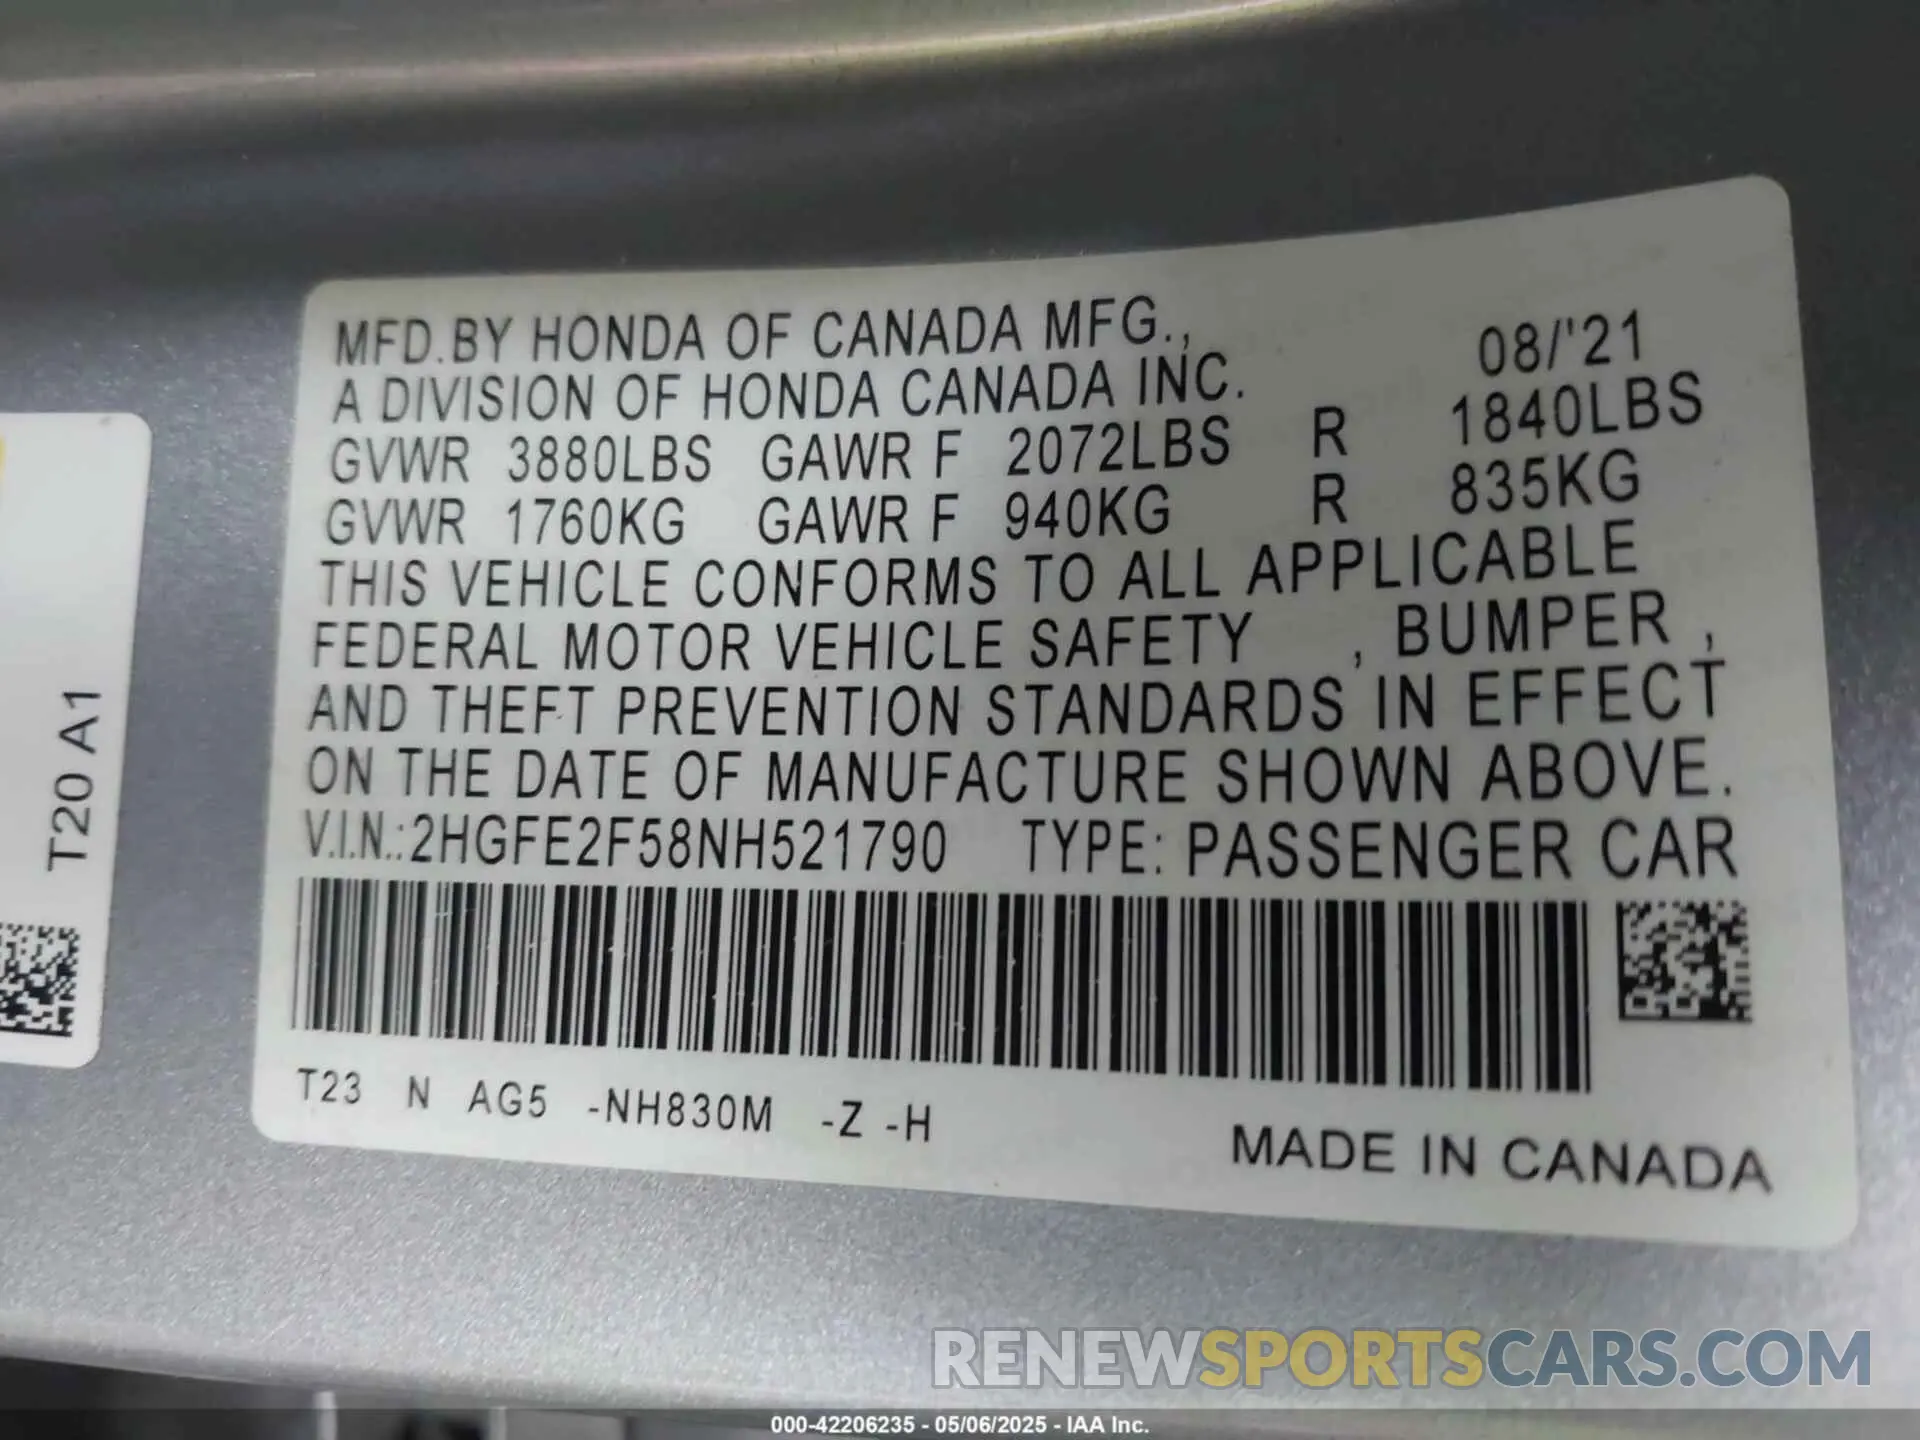 MFD.BY HONDA OF CANADA MFG.,
A DIVISION OF HONDA CANADA INC. 08/'21
GVWR 3880LBS GAWR F 2072LBS R 1840LBS
GVWR 1760KG GAWR F 940KG R 835KG
THIS VEHICLE CONFORMS TO ALL APPLICABLE
FEDERAL MOTOR VEHICLE SAFETY , BUMPER ,
AND THEFT PREVENTION STANDARDS IN EFFECT
ON THE DATE OF MANUFACTURE SHOWN ABOVE.
V.I.N.:2HGFE2F58NH521790 TYPE: PASSENGER CAR
T23 N AG5 -NH830M -Z -H
MADE IN CANADA
T20 A1
RENEWSPORTSCARS.COM
000-42206235 - 05/06/2025 - IAA Inc.